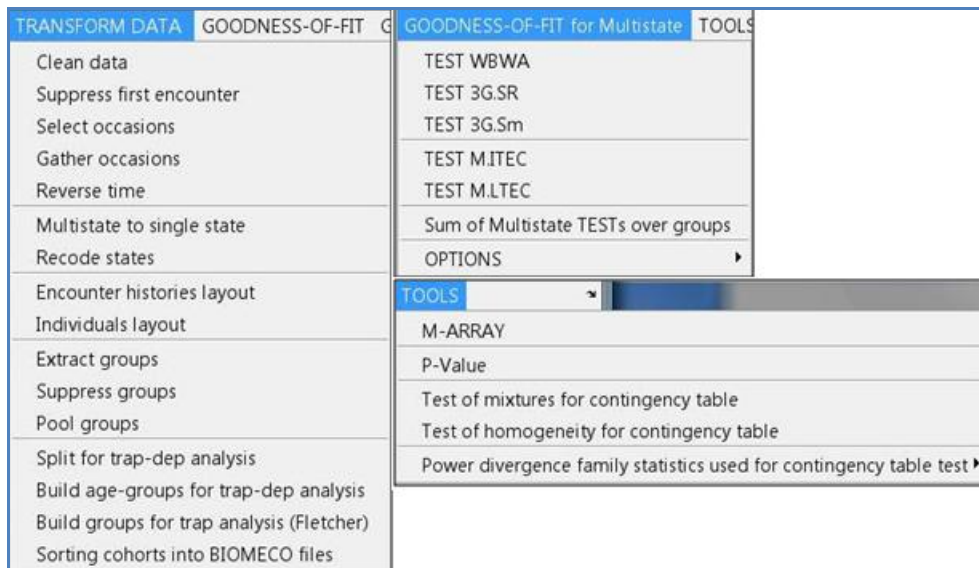 TRANSFORM DATA GOODNESS-OF-FIT G
Clean data
Suppress first encounter
Select occasions
Gather occasions
Reverse time
Multistate to single state
Recode states
Encounter histories layout
Individuals layout
Extract groups
Suppress groups
Pool groups
Split for trap-dep analysis
Build age-groups for trap-dep analysis
Build groups for trap analysis (Fletcher)
Sorting cohorts into BIOMECO files
GOODNESS-OF-FIT for Multistate TOOLS
TEST WBWA
TEST 3G.SR
TEST 3G.Sm
TEST M.ITEC
TEST M.LTEC
Sum of Multistate TESTs over groups
OPTIONS
TOOLS
M-ARRAY
P-Value
Test of mixtures for contingency table
Test of homogeneity for contingency table
Power divergence family statistics used for contingency table test